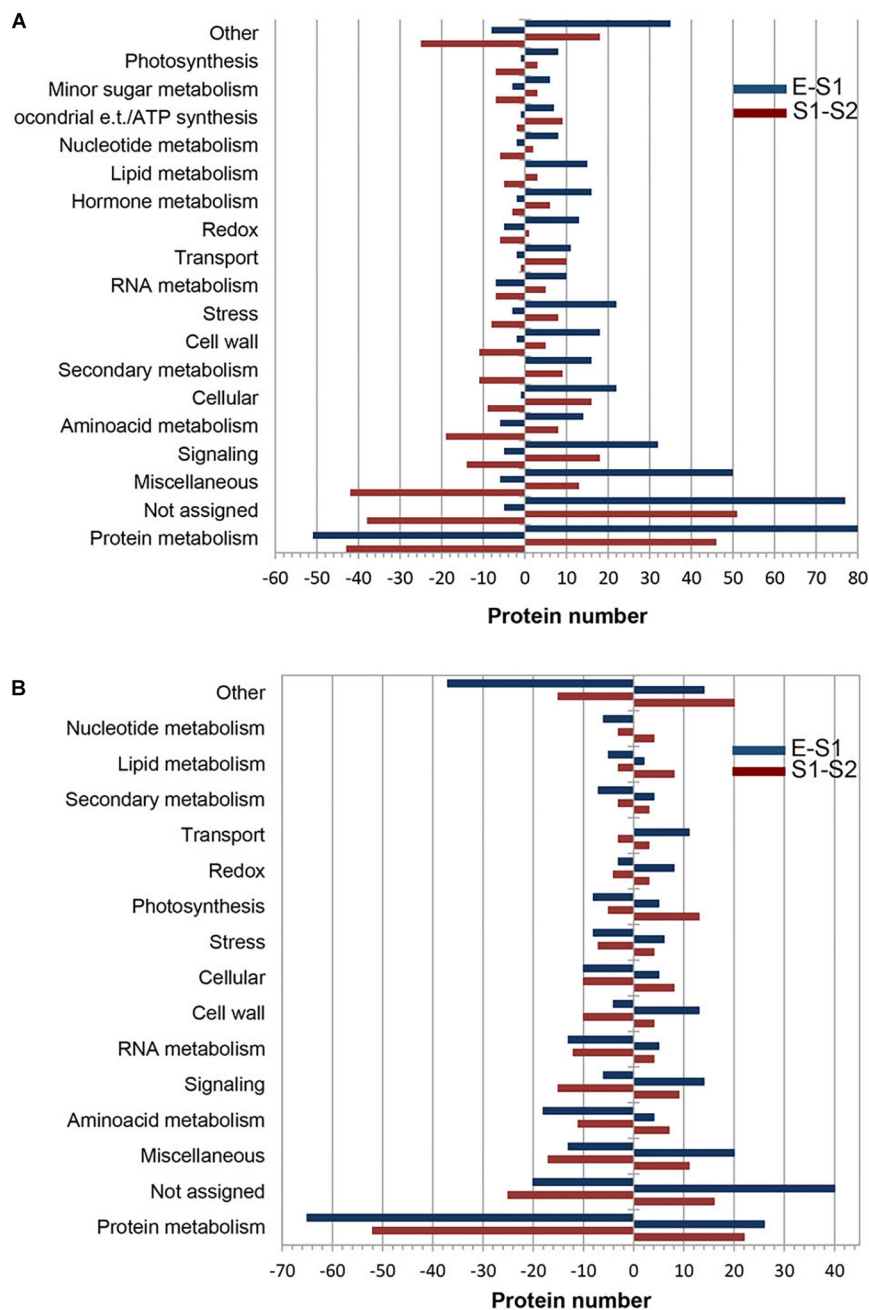 A
Other
Photosynthesis
Minor sugar metabolism
ocondrial e.t./ATP synthesis
Nucleotide metabolism
Lipid metabolism
Hormone metabolism
Redox
Transport
RNA metabolism
Stress
Cell wall
Secondary metabolism
Cellular
Aminoacid metabolism
Signaling
Miscellaneous
Not assigned
Protein metabolism
E-S1
S1-S2
-60 -50 -40 -30 -20 -10 0 10 20 30 40 50 60 70 80
Protein number
B
Other
Nucleotide metabolism
Lipid metabolism
Secondary metabolism
Transport
Redox
Photosynthesis
Stress
Cellular
Cell wall
RNA metabolism
Signaling
Aminoacid metabolism
Miscellaneous
Not assigned
Protein metabolism
E-S1
S1-S2
-70 -60 -50 -40 -30 -20 -10 0 10 20 30 40
Protein number